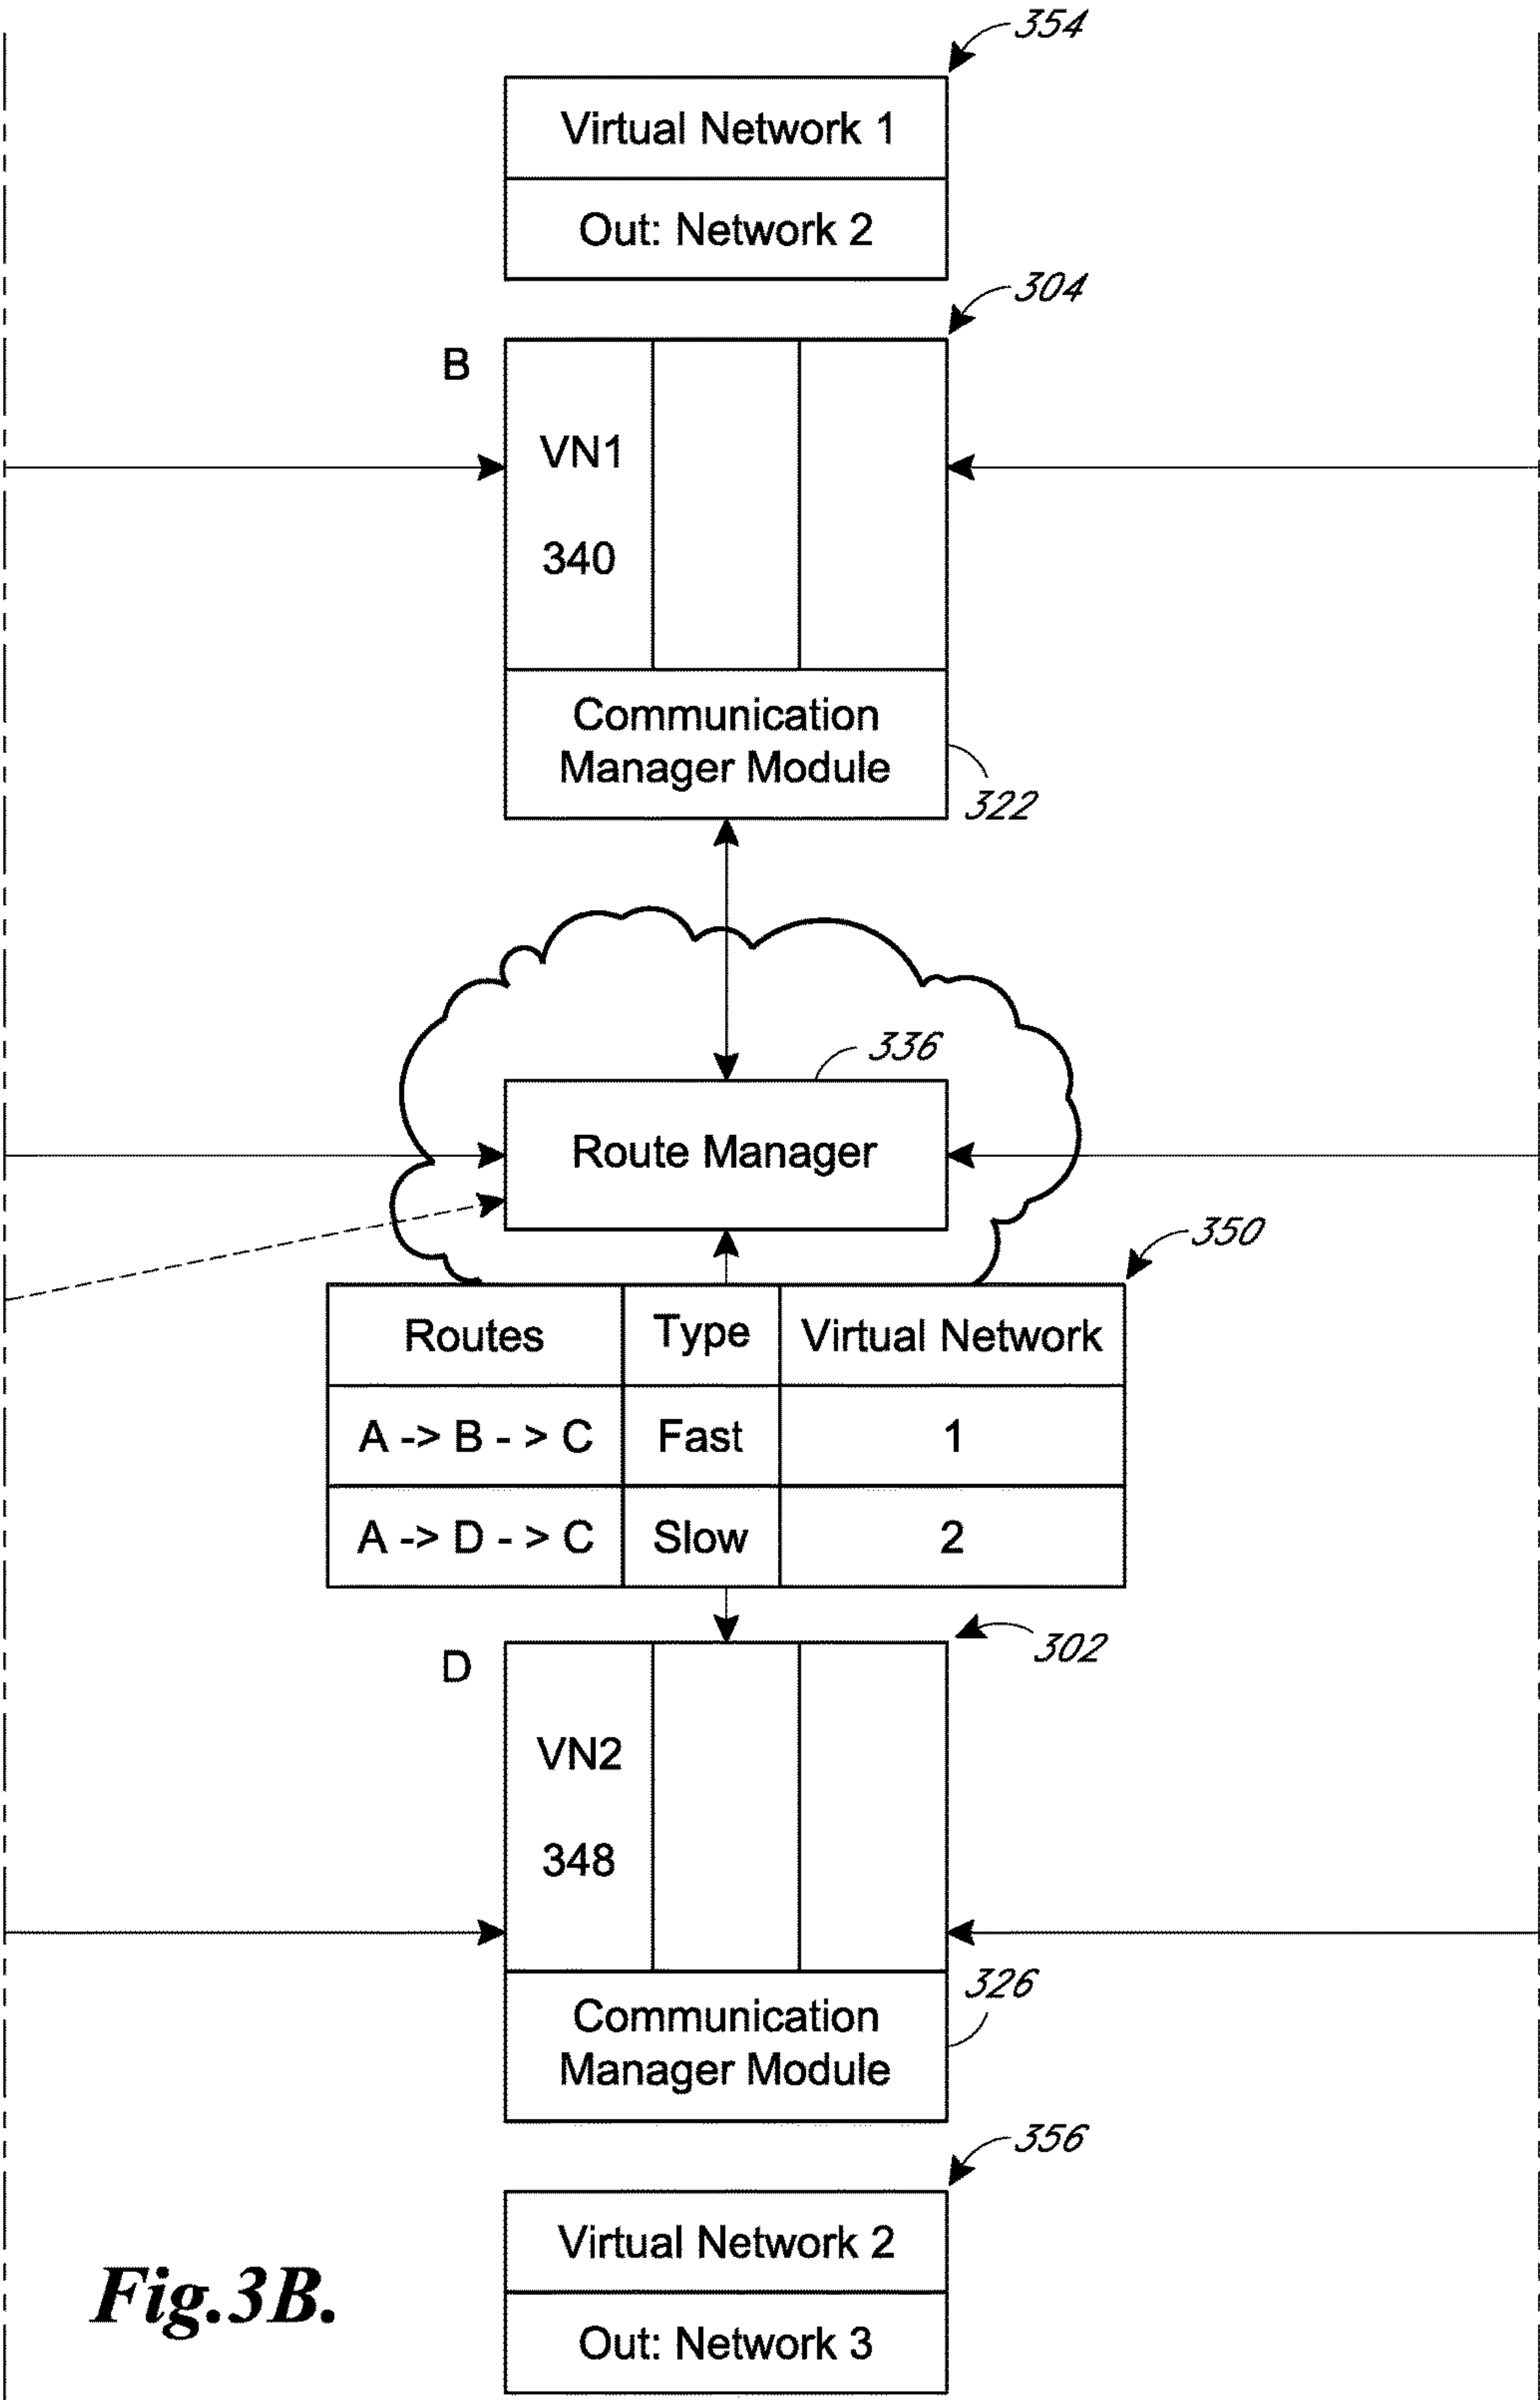 354
Virtual Network 1
Out: Network 2
304
B
VN1
340
Communication
Manager Module
322
336
Route Manager
350
Routes Type Virtual Network
A -> B - > C Fast 1
A -> D - > C Slow 2
302
D
VN2
348
326
Communication
Manager Module
356
Virtual Network 2
Out: Network 3
Fig.3B.